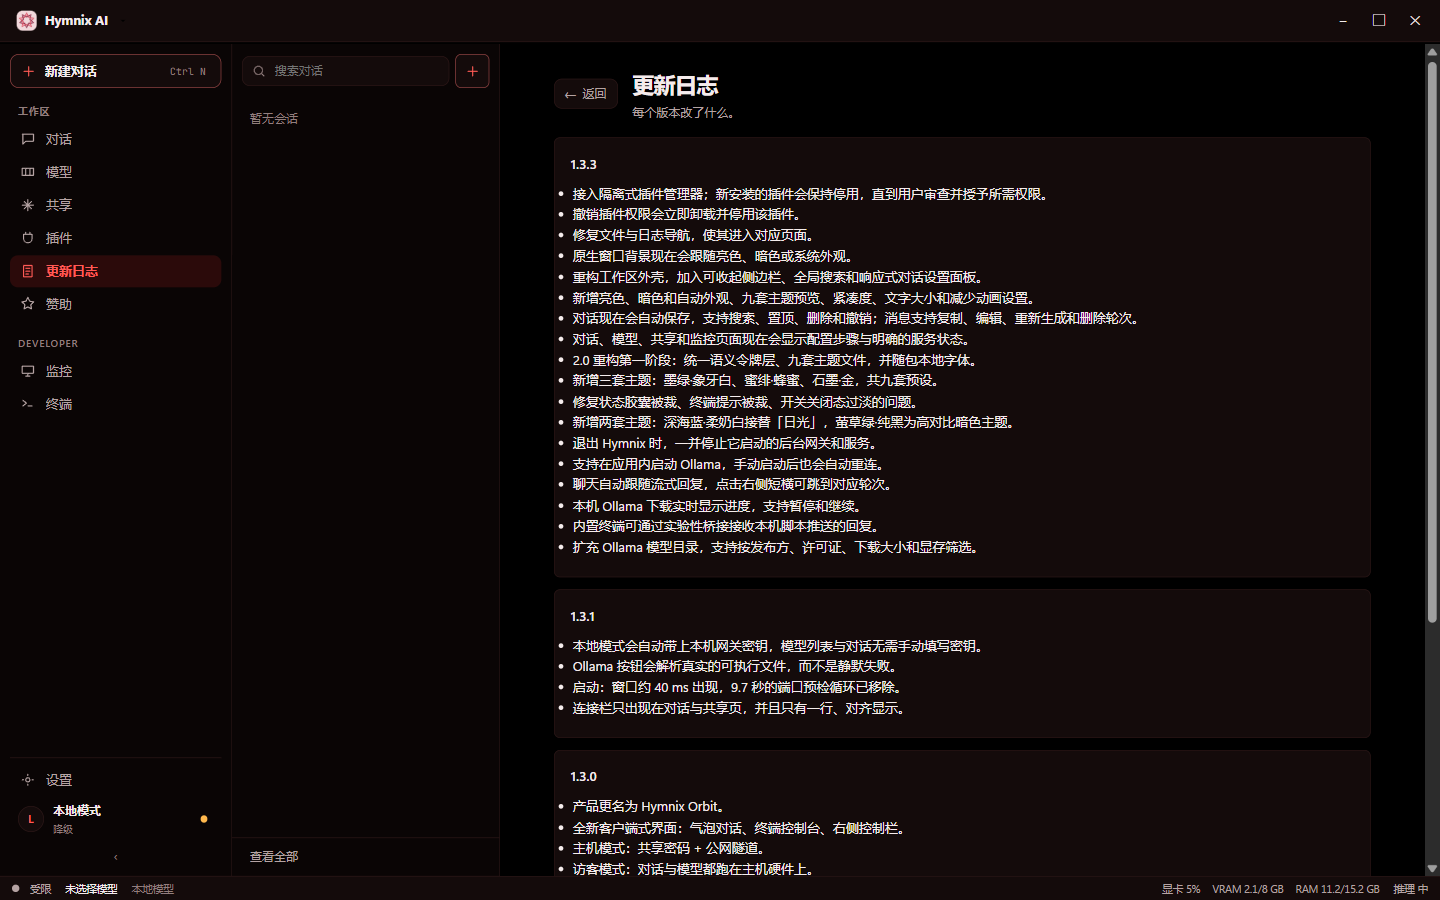 Hymnix AI
新建对话
Ctrl N
工作区
对话
模型
共享
插件
更新日志
赞助
DEVELOPER
监控
终端
设置
L
本地模式
降级
搜索对话
暂无会话
查看全部
← 返回
更新日志
每个版本改了什么。
1.3.3
接入隔离式插件管理器；新安装的插件会保持停用，直到用户审查并授予所需权限。
撤销插件权限会立即卸载并停用该插件。
修复文件与日志导航，使其进入对应页面。
原生窗口背景现在会跟随亮色、暗色或系统外观。
重构工作区外壳，加入可收起侧边栏、全局搜索和响应式对话设置面板。
新增亮色、暗色和自动外观、九套主题预览、紧凑度、文字大小和减少动画设置。
对话现在会自动保存，支持搜索、置顶、删除和撤销；消息支持复制、编辑、重新生成和删除轮次。
对话、模型、共享和监控页面现在会显示配置步骤与明确的服务状态。
2.0 重构第一阶段：统一语义令牌层、九套主题文件，并随包本地字体。
新增三套主题：墨绿·象牙白、蜜绯·蜂蜜、石墨·金，共九套预设。
修复状态胶囊被裁、终端提示被裁、开关关闭态过淡的问题。
新增两套主题：深海蓝·柔奶白接替「日光」，萤草绿·纯黑为高对比暗色主题。
退出 Hymnix 时，一并停止它启动的后台网关和服务。
支持在应用内启动 Ollama，手动启动后也会自动重连。
聊天自动跟随流式回复，点击右侧短横可跳到对应轮次。
本机 Ollama 下载实时显示进度，支持暂停和继续。
内置终端可通过实验性桥接接收本机脚本推送的回复。
扩充 Ollama 模型目录，支持按发布方、许可证、下载大小和显存筛选。
1.3.1
本地模式会自动带上本机网关密钥，模型列表与对话无需手动填写密钥。
Ollama 按钮会解析真实的可执行文件，而不是静默失败。
启动：窗口约 40 ms 出现，9.7 秒的端口预检循环已移除。
连接栏只出现在对话与共享页，并且只有一行、对齐显示。
1.3.0
产品更名为 Hymnix Orbit。
全新客户端式界面：气泡对话、终端控制台、右侧控制栏。
主机模式：共享密码 + 公网隧道。
访客模式：对话与模型都跑在主机硬件上。
受限 未选择模型 本地模型
显卡 5% VRAM 2.1/8 GB RAM 11.2/15.2 GB 推理 中